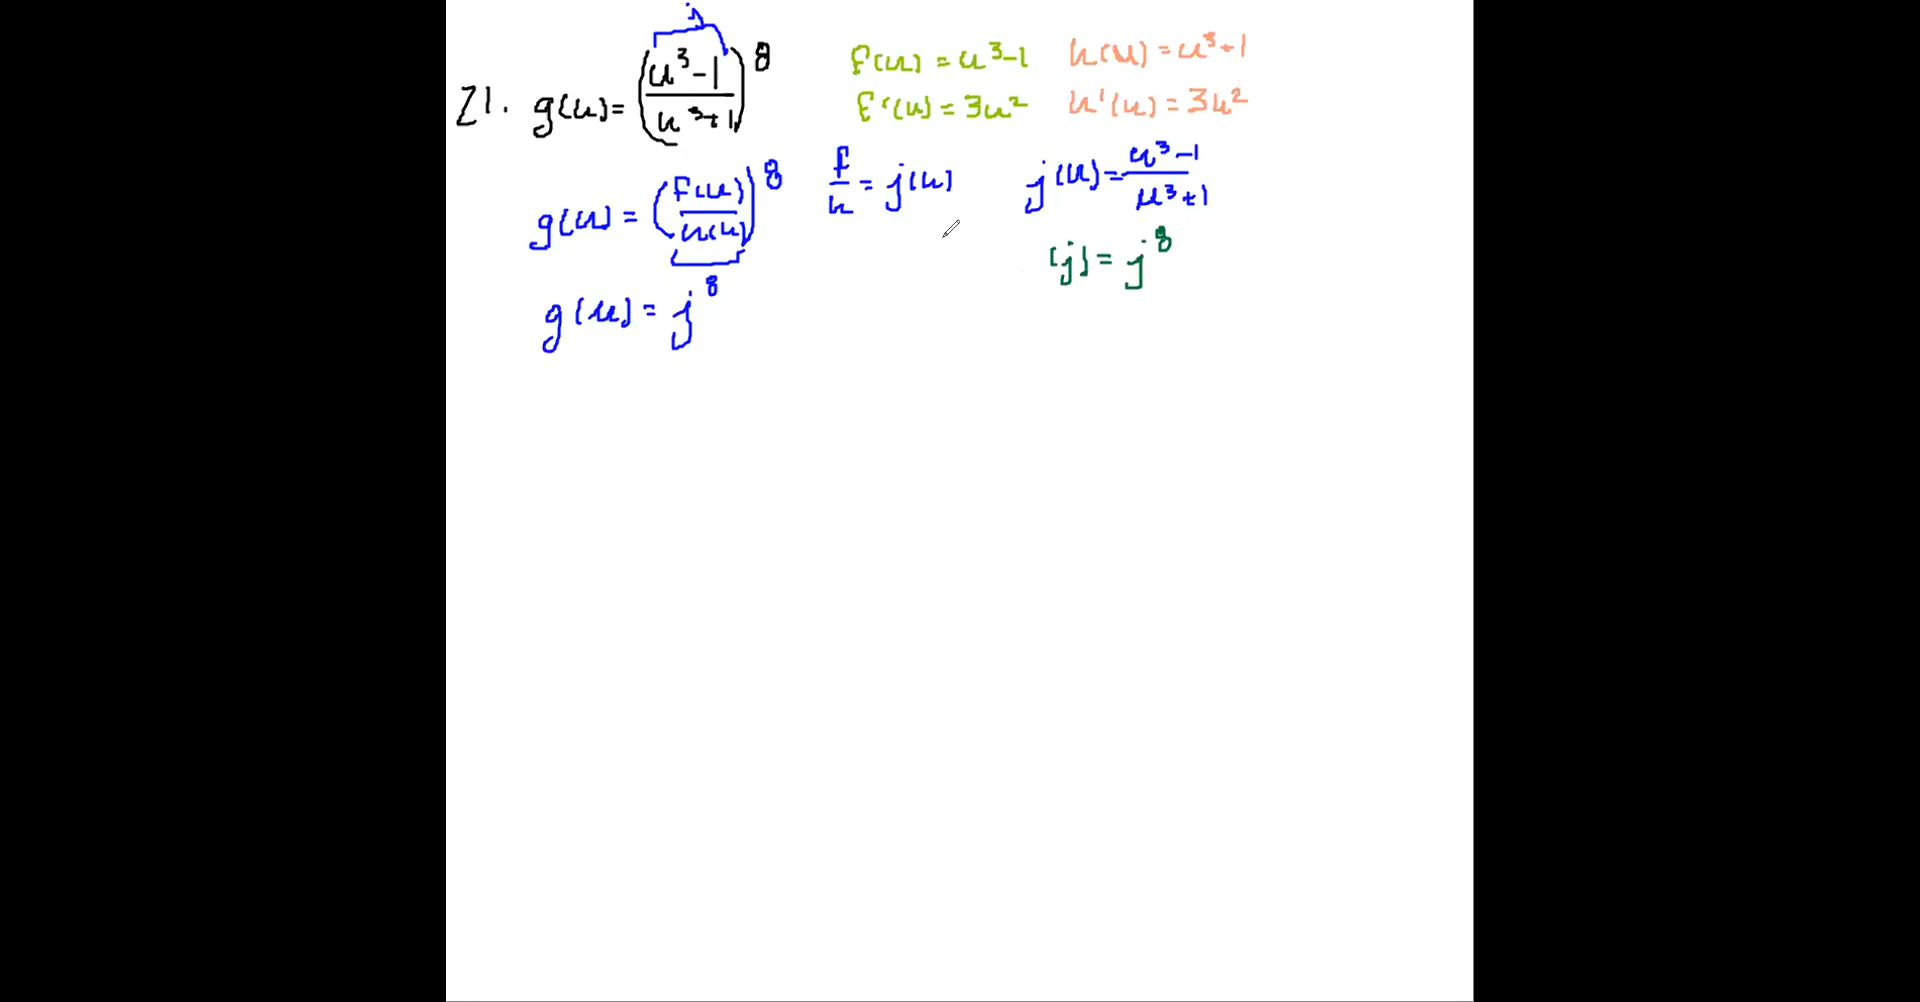 j
21. g(u) = (u³-1 / u³+1)⁸
f(u) = u³-1
h(u) = u³+1
f'(u) = 3u²
h'(u) = 3u²
g(u) = (f(u) / h(u))⁸
f/h = j(u)
j(u) = u³-1 / u³+1
(j) = j⁸
g(u) = j⁸